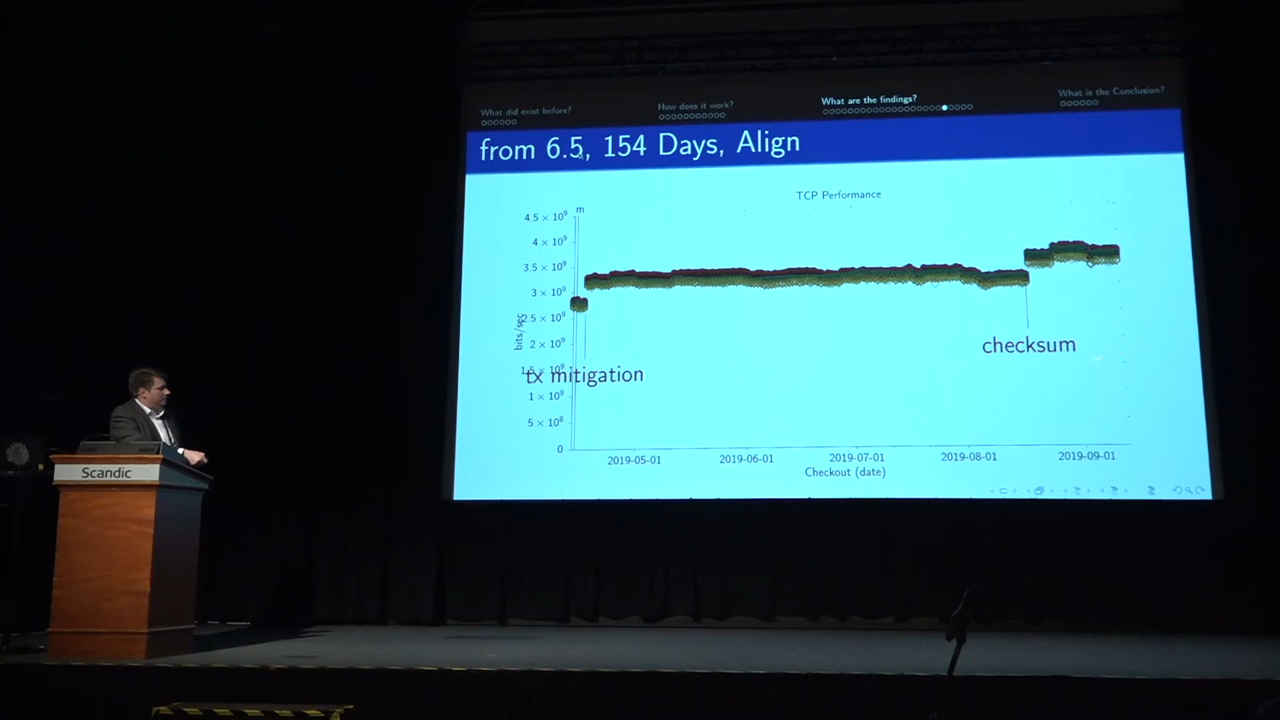 What did exist before?
How does it work?
What are the findings?
What is the Conclusion?
from 6.5, 154 Days, Align
TCP Performance
m
4.5 × 10⁹
4 × 10⁹
3.5 × 10⁹
3 × 10⁹
2.5 × 10⁹
2 × 10⁹
1.5 × 10⁹
1 × 10⁹
5 × 10⁸
0
bits/sec
tx mitigation
checksum
2019-05-01 2019-06-01 2019-07-01 2019-08-01 2019-09-01
Checkout (date)
Scandic